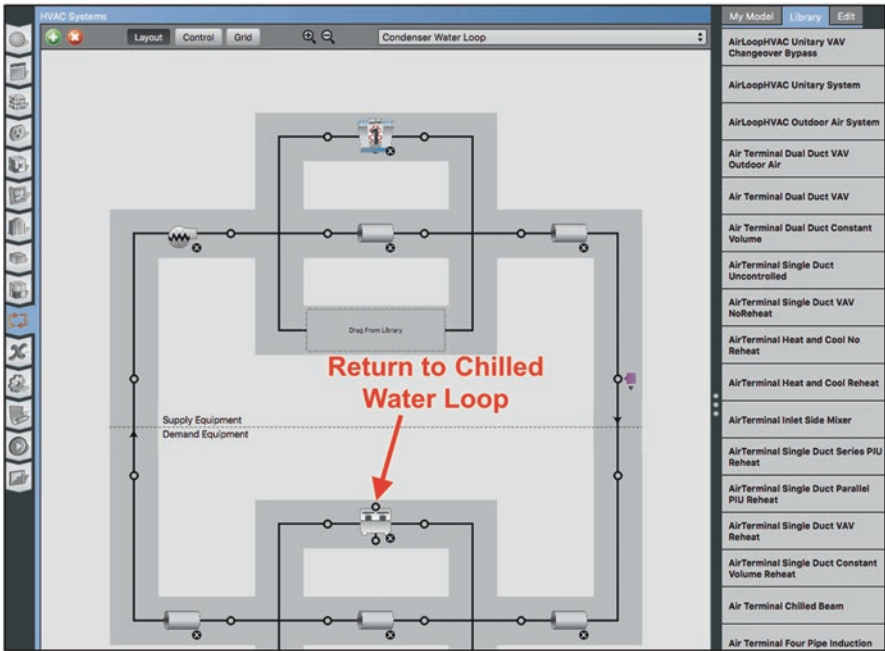 HVAC Systems
Layout
Control
Grid
Condenser Water Loop
Drag From Library
Return to Chilled
Water Loop
Supply Equipment
Demand Equipment
My Model
Library
Edit
AirLoopHVAC Unitary VAV
Changeover Bypass
AirLoopHVAC Unitary System
AirLoopHVAC Outdoor Air System
Air Terminal Dual Duct VAV
Outdoor Air
Air Terminal Dual Duct VAV
Air Terminal Dual Duct Constant
Volume
AirTerminal Single Duct
Uncontrolled
AirTerminal Single Duct VAV
NoReheat
AirTerminal Heat and Cool No
Reheat
AirTerminal Heat and Cool Reheat
AirTerminal Inlet Side Mixer
AirTerminal Single Duct Series PIU
Reheat
AirTerminal Single Duct Parallel
PIU Reheat
AirTerminal Single Duct VAV
Reheat
AirTerminal Single Duct Constant
Volume Reheat
Air Terminal Chilled Beam
Air Terminal Four Pipe Induction